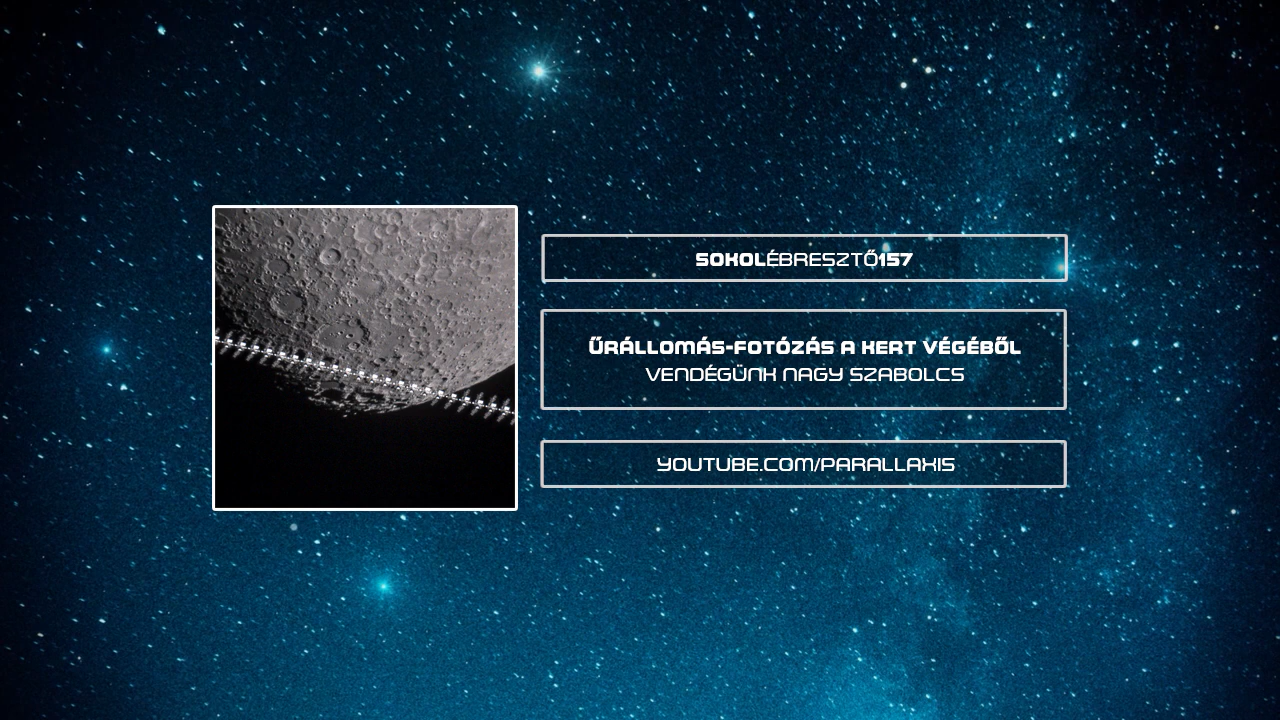 SOKOLÉBRESZTŐ157
ŰRÁLLOMÁS-FOTÓZÁS A KERT VÉGÉBŐL
VENDÉGÜNK NAGY SZABOLCS
YOUTUBE.COM/PARALLAXIS